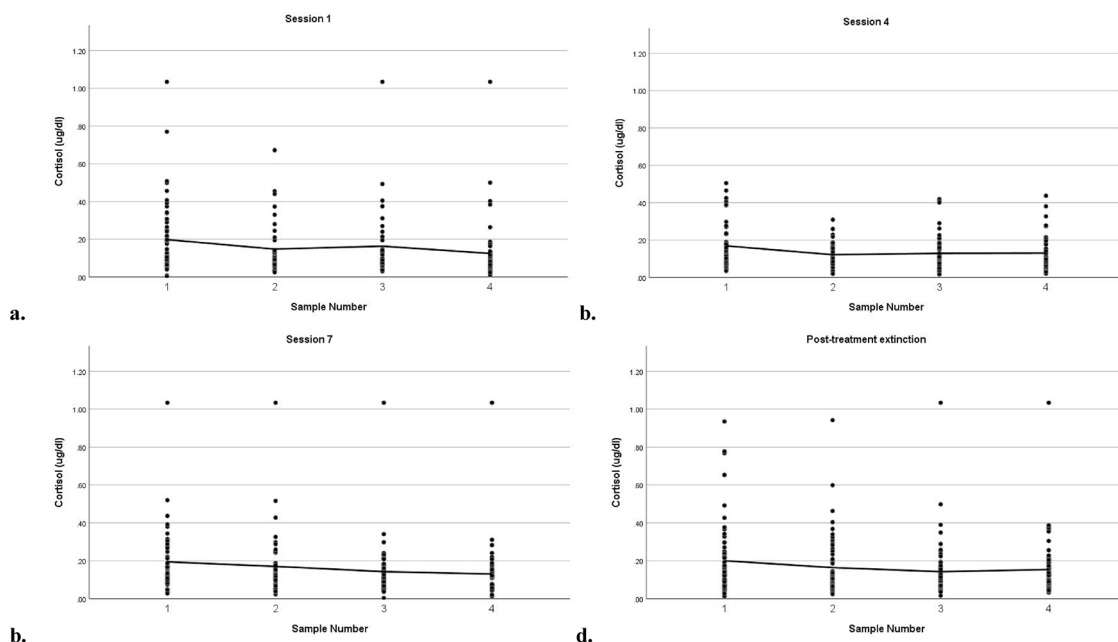 Session 1
Cortisol (ug/dl)
1.20
1.00
.80
.60
.40
.20
.00
1 2 3 4
Sample Number
a.
Session 4
Cortisol (ug/dl)
1.20
1.00
.80
.60
.40
.20
.00
1 2 3 4
Sample Number
b.
Session 7
Cortisol (ug/dl)
1.20
1.00
.80
.60
.40
.20
.00
1 2 3 4
Sample Number
b.
Post-treatment extinction
Cortisol (ug/dl)
1.20
1.00
.80
.60
.40
.20
.00
1 2 3 4
Sample Number
d.